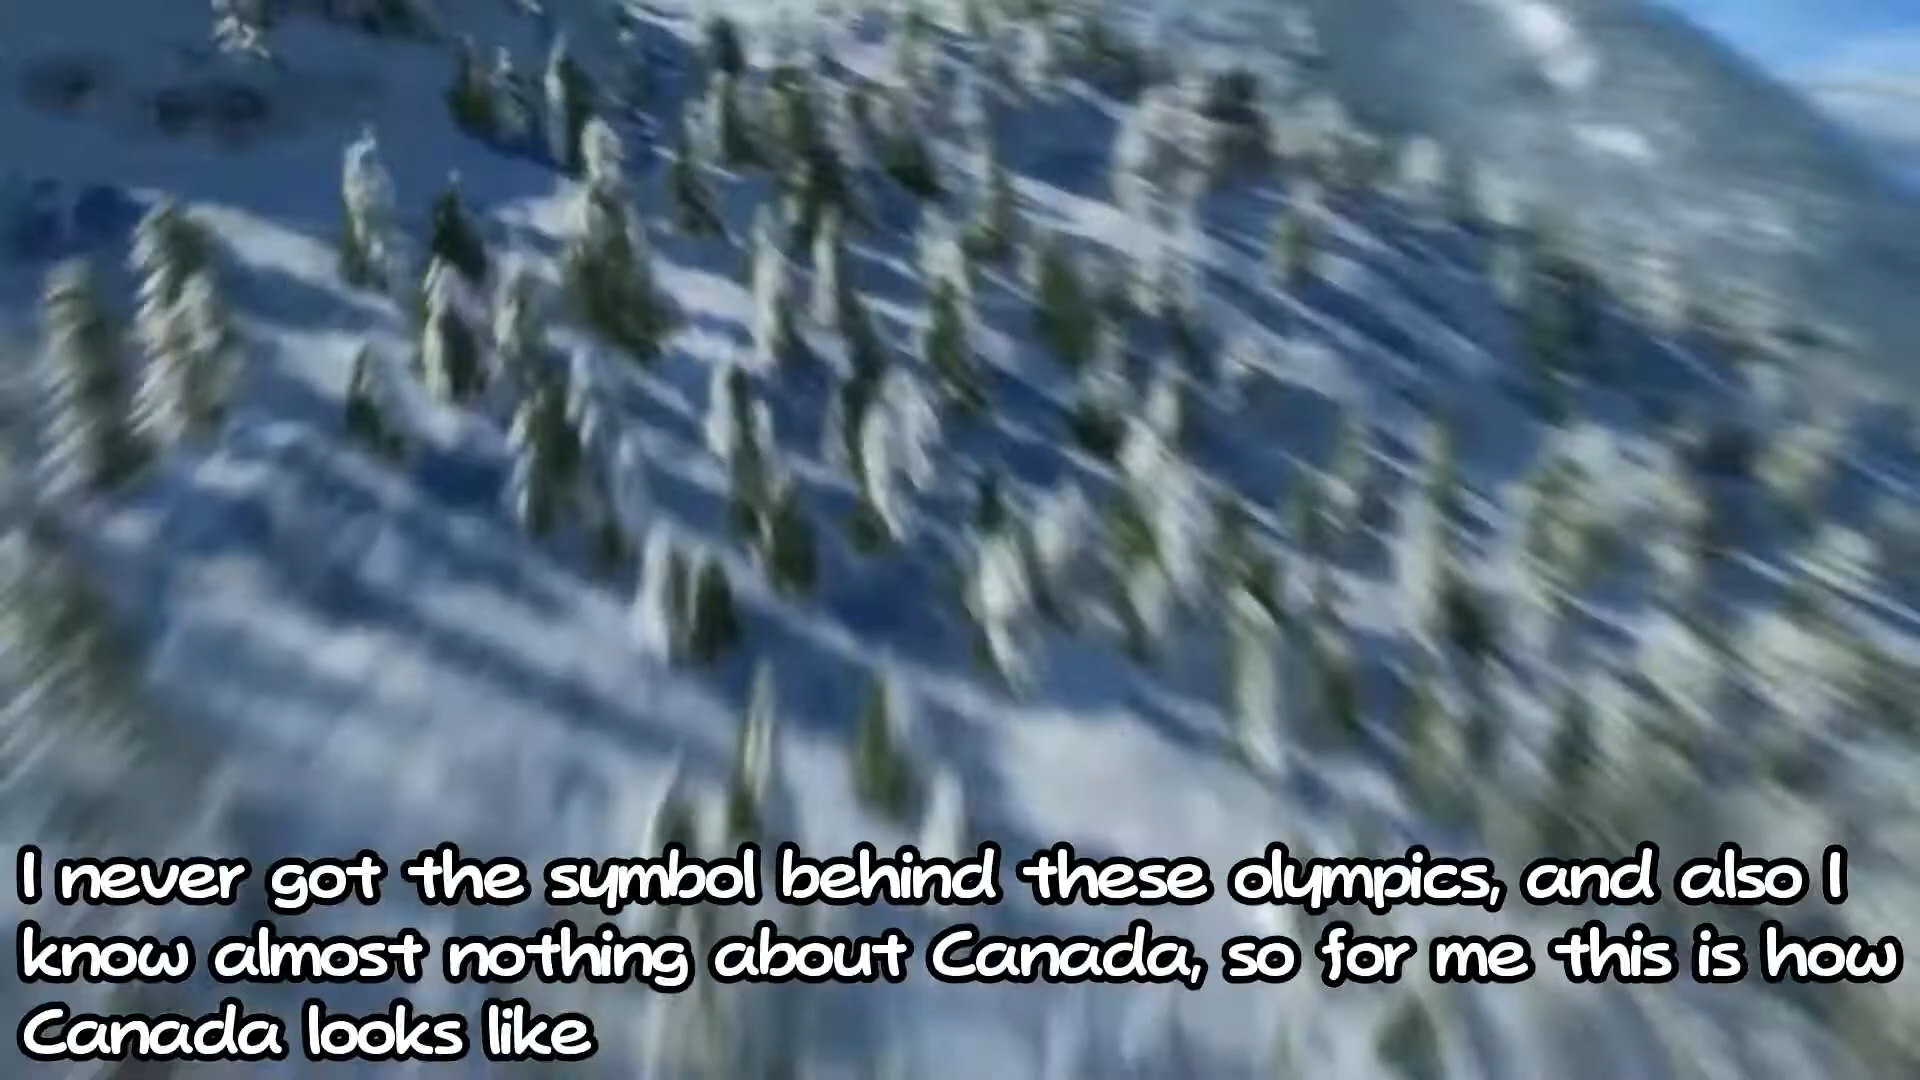 I never got the symbol behind these olympics, and also I
know almost nothing about Canada, so for me this is how
Canada looks like